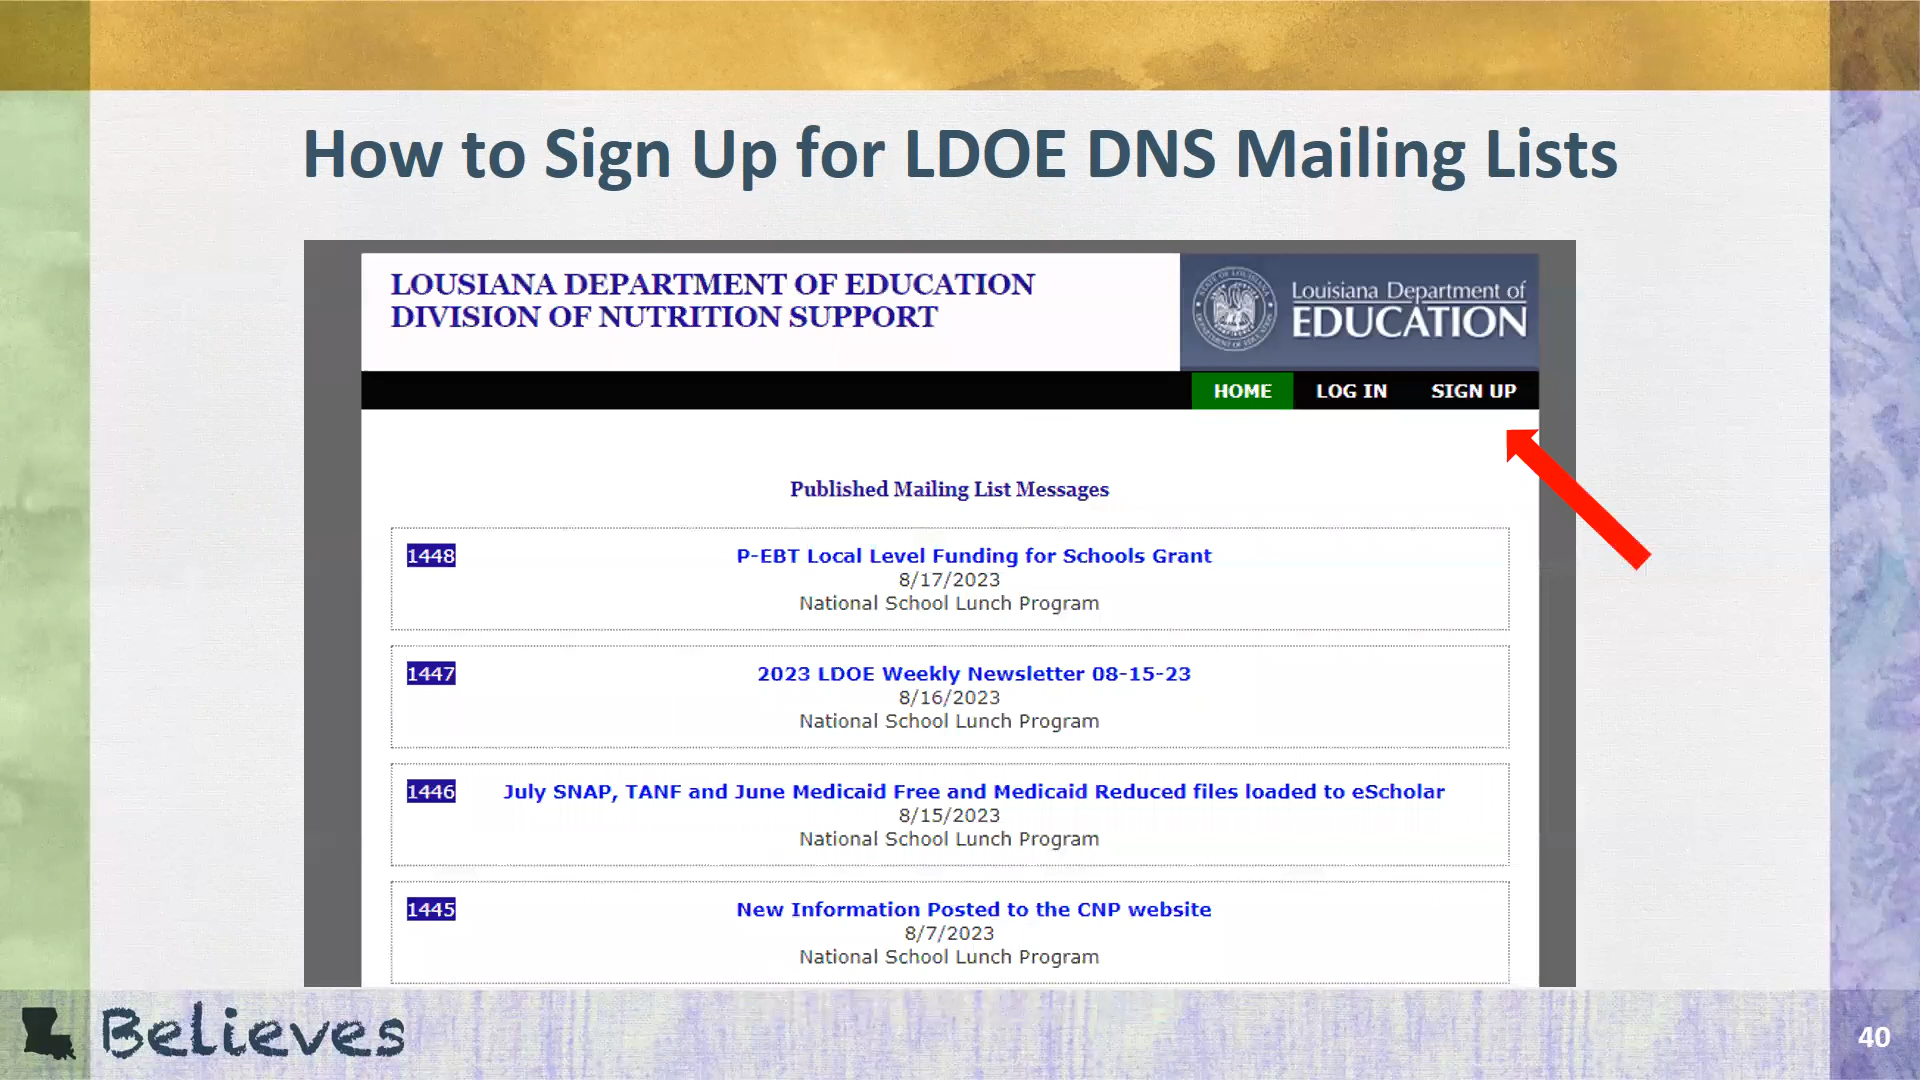 How to Sign Up for LDOE DNS Mailing Lists
LOUSIANA DEPARTMENT OF EDUCATION
DIVISION OF NUTRITION SUPPORT
Louisiana Department of
EDUCATION
HOME LOG IN SIGN UP
Published Mailing List Messages
1448 P-EBT Local Level Funding for Schools Grant
8/17/2023
National School Lunch Program
1447 2023 LDOE Weekly Newsletter 08-15-23
8/16/2023
National School Lunch Program
1446 July SNAP, TANF and June Medicaid Free and Medicaid Reduced files loaded to eScholar
8/15/2023
National School Lunch Program
1445 New Information Posted to the CNP website
8/7/2023
National School Lunch Program
Believes
40